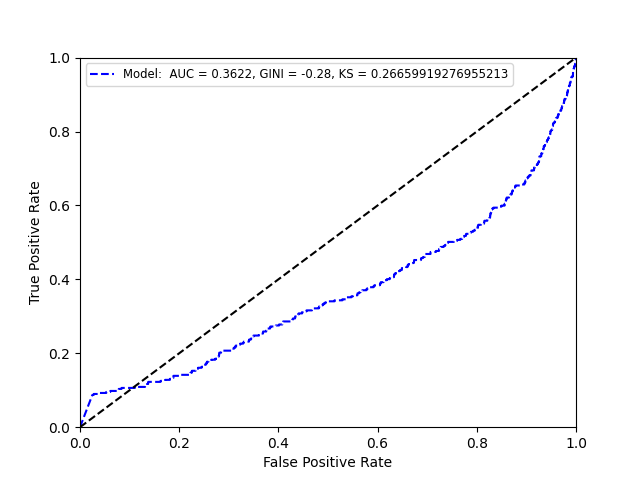 Model:  AUC = 0.3622, GINI = -0.28, KS = 0.26659919276955213
True Positive Rate
1.0
0.8
0.6
0.4
0.2
0.0
0.0 0.2 0.4 0.6 0.8 1.0
False Positive Rate